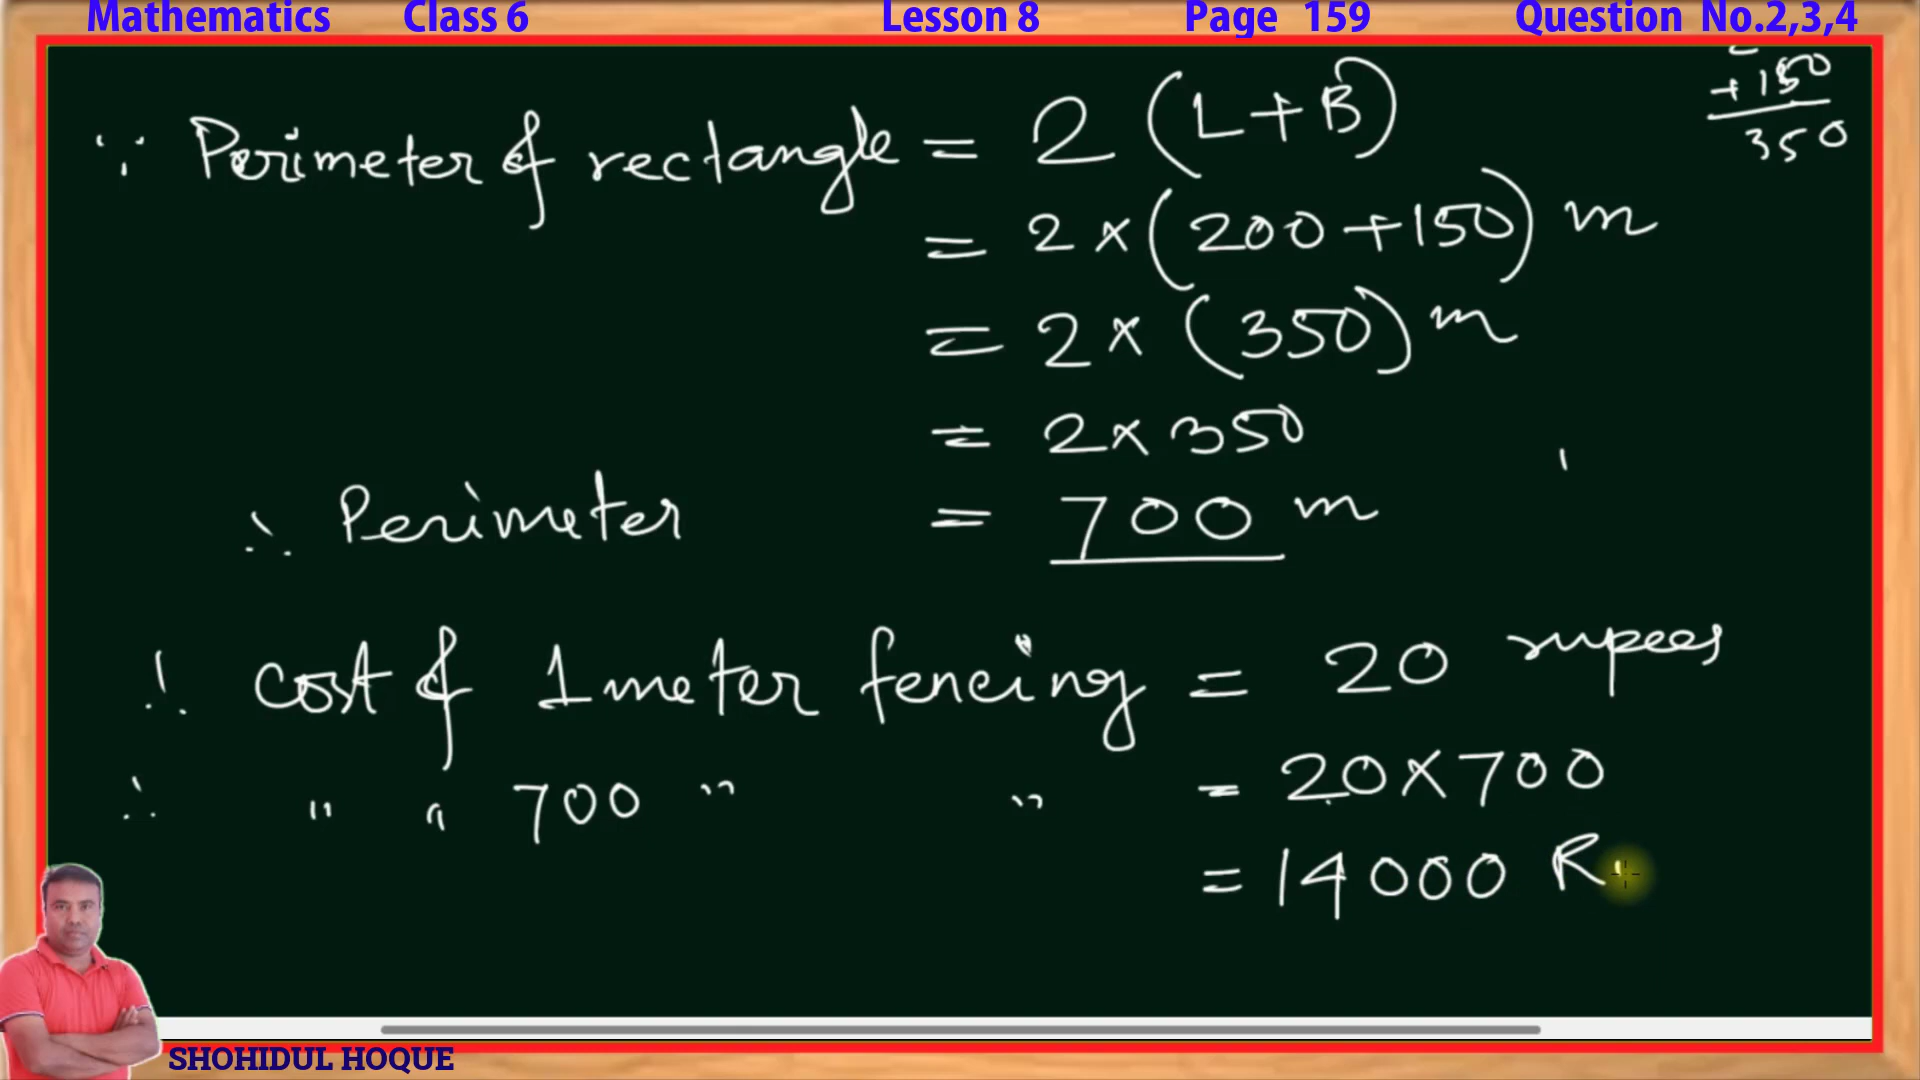 Mathematics Class 6 Lesson 8 Page 159 Question No.2,3,4
+150
350
∵ Perimeter of rectangle = 2 (L+B)
= 2 × (200+150) m
= 2 × (350) m
= 2 × 350
∴ Perimeter = 700 m
∴ Cost of 1 meter fencing = 20 rupees
∴ " " 700 " " = 20×700
= 14000 R
SHOHIDUL HOQUE